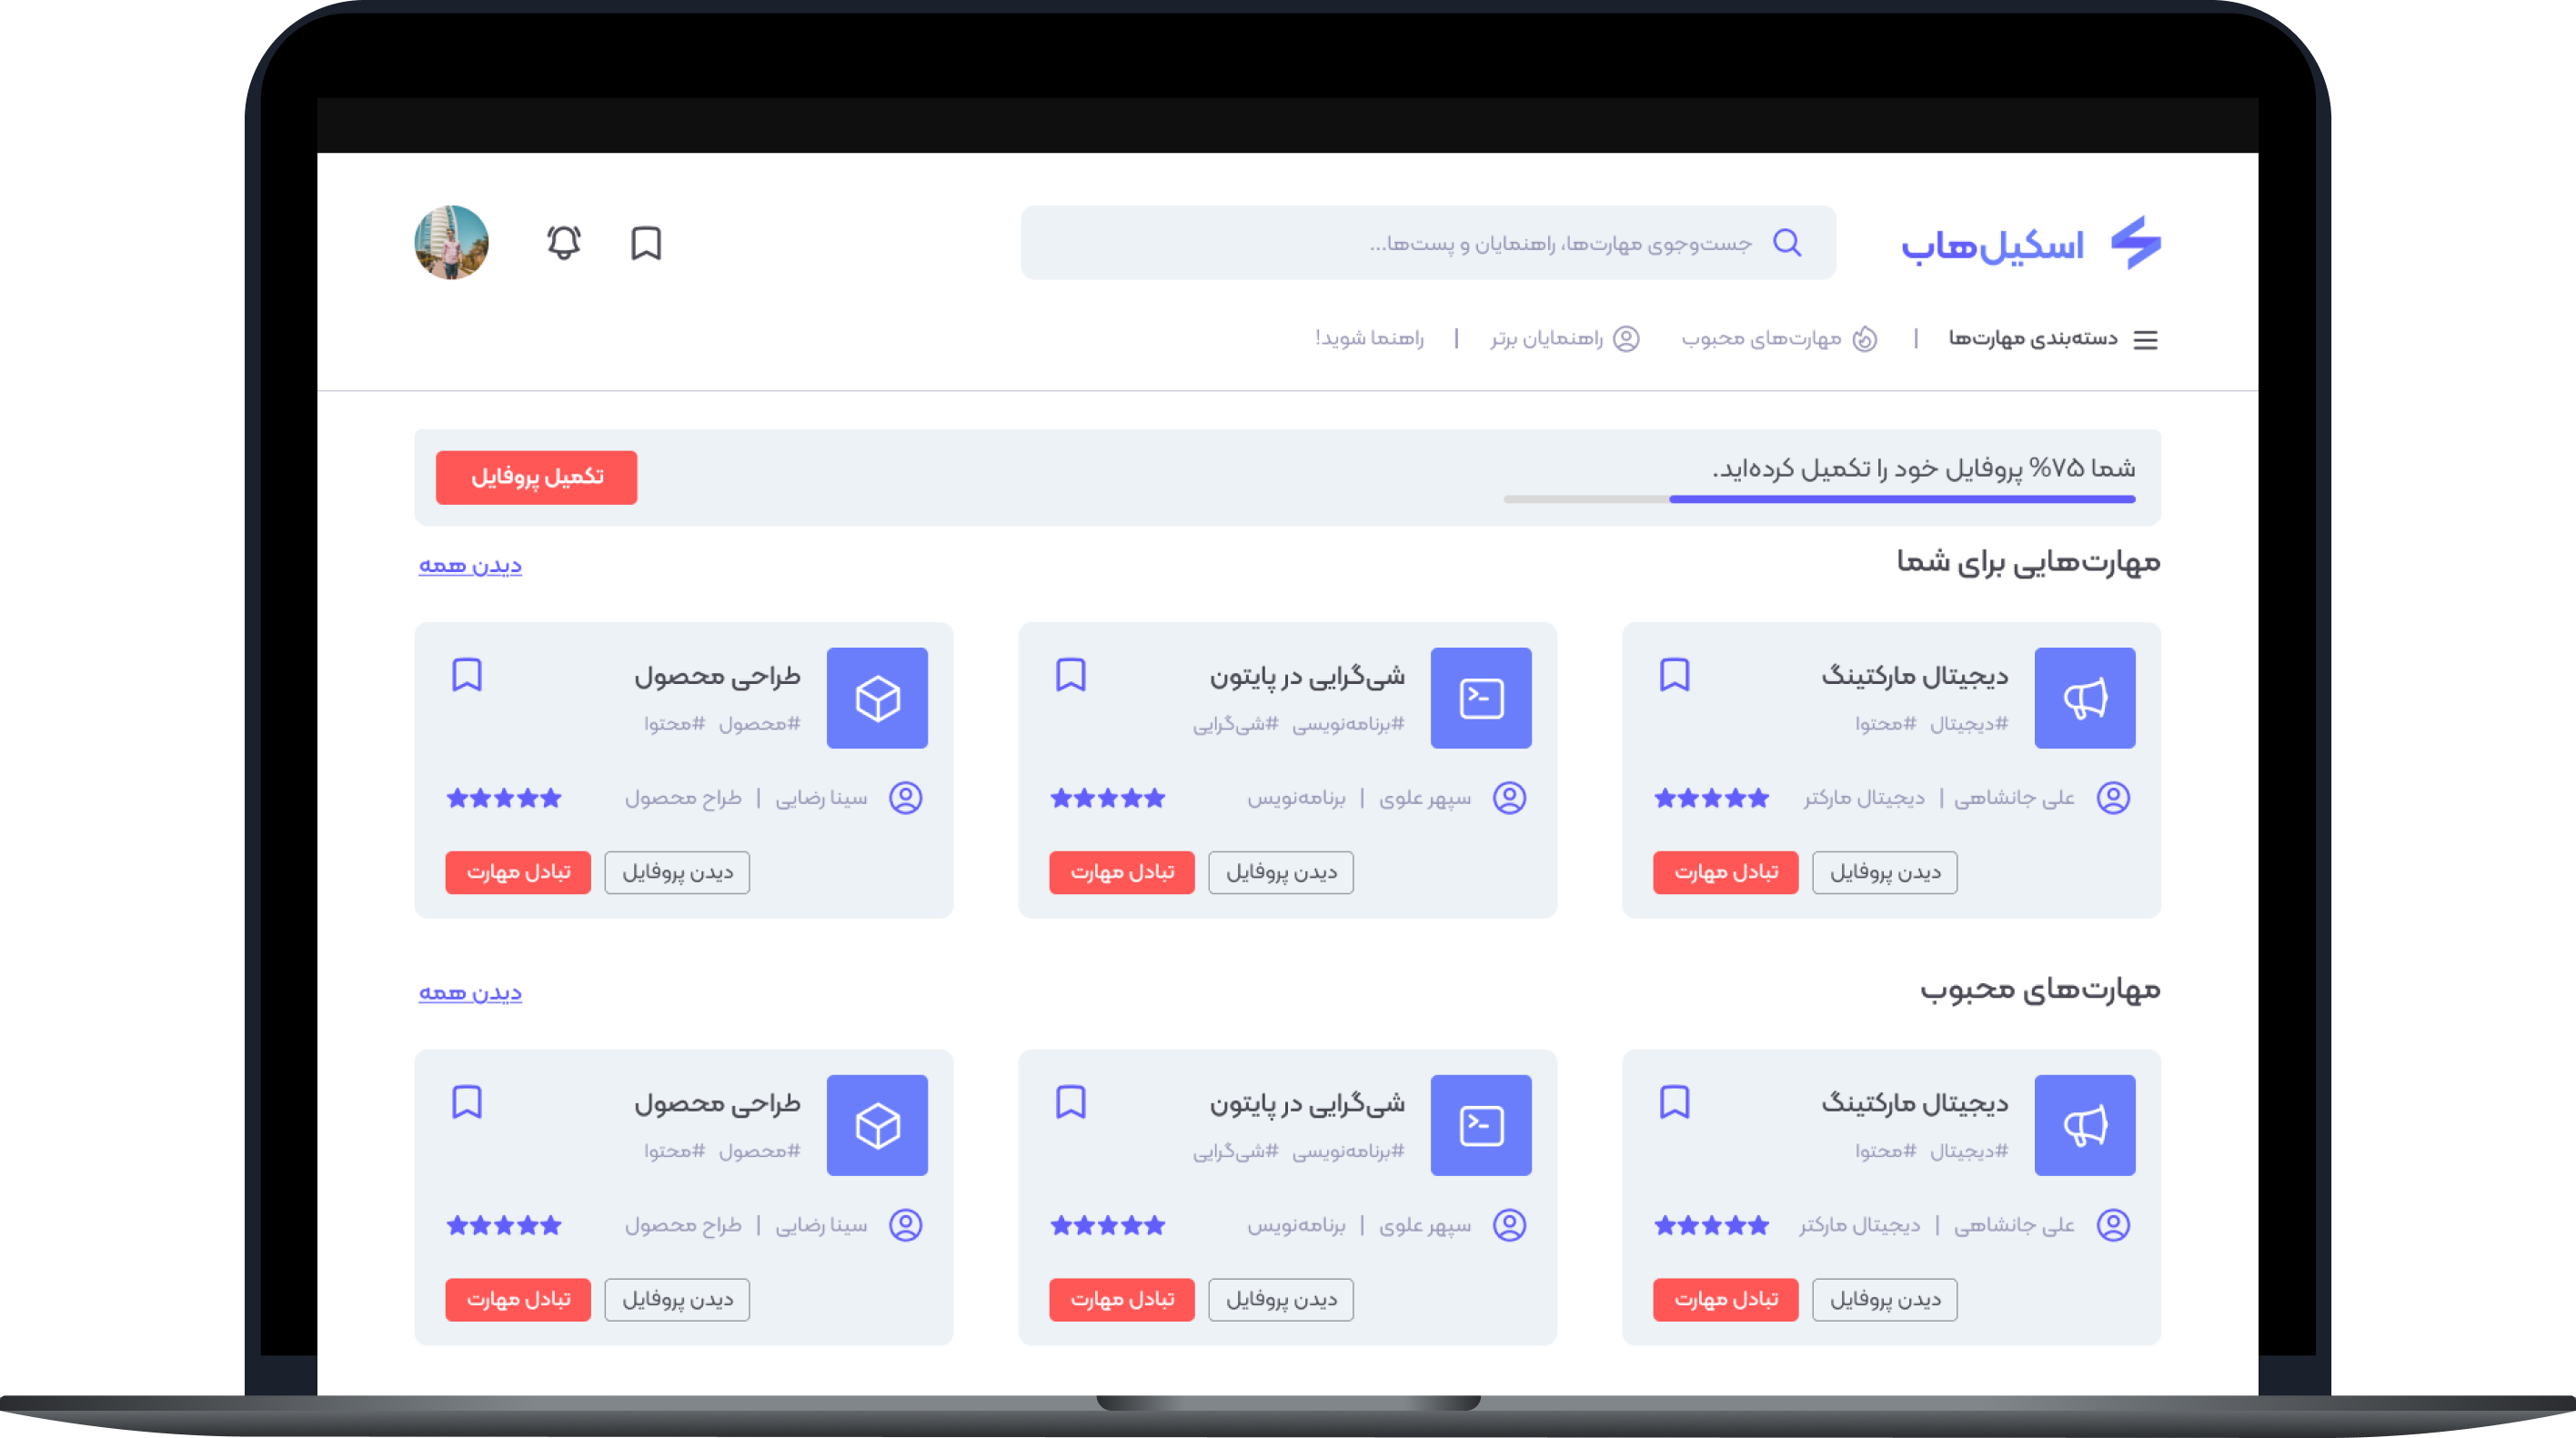 اسکیل‌هاب
جست‌وجوی مهارت‌ها، راهنمایان و پست‌ها...
دسته‌بندی مهارت‌ها | مهارت‌های محبوب راهنمایان برتر | راهنما شوید!
شما ۷۵% پروفایل خود را تکمیل کرده‌اید.
تکمیل پروفایل
مهارت‌هایی برای شما
دیدن همه
دیجیتال مارکتینگ
#دیجیتال #محتوا
علی جانشاهی | دیجیتال مارکتر
دیدن پروفایل
تبادل مهارت
شی‌گرایی در پایتون
#برنامه‌نویسی #شی‌گرایی
سپهر علوی | برنامه‌نویس
دیدن پروفایل
تبادل مهارت
طراحی محصول
#محصول #محتوا
سینا رضایی | طراح محصول
دیدن پروفایل
تبادل مهارت
مهارت‌های محبوب
دیدن همه
دیجیتال مارکتینگ
#دیجیتال #محتوا
علی جانشاهی | دیجیتال مارکتر
دیدن پروفایل
تبادل مهارت
شی‌گرایی در پایتون
#برنامه‌نویسی #شی‌گرایی
سپهر علوی | برنامه‌نویس
دیدن پروفایل
تبادل مهارت
طراحی محصول
#محصول #محتوا
سینا رضایی | طراح محصول
دیدن پروفایل
تبادل مهارت